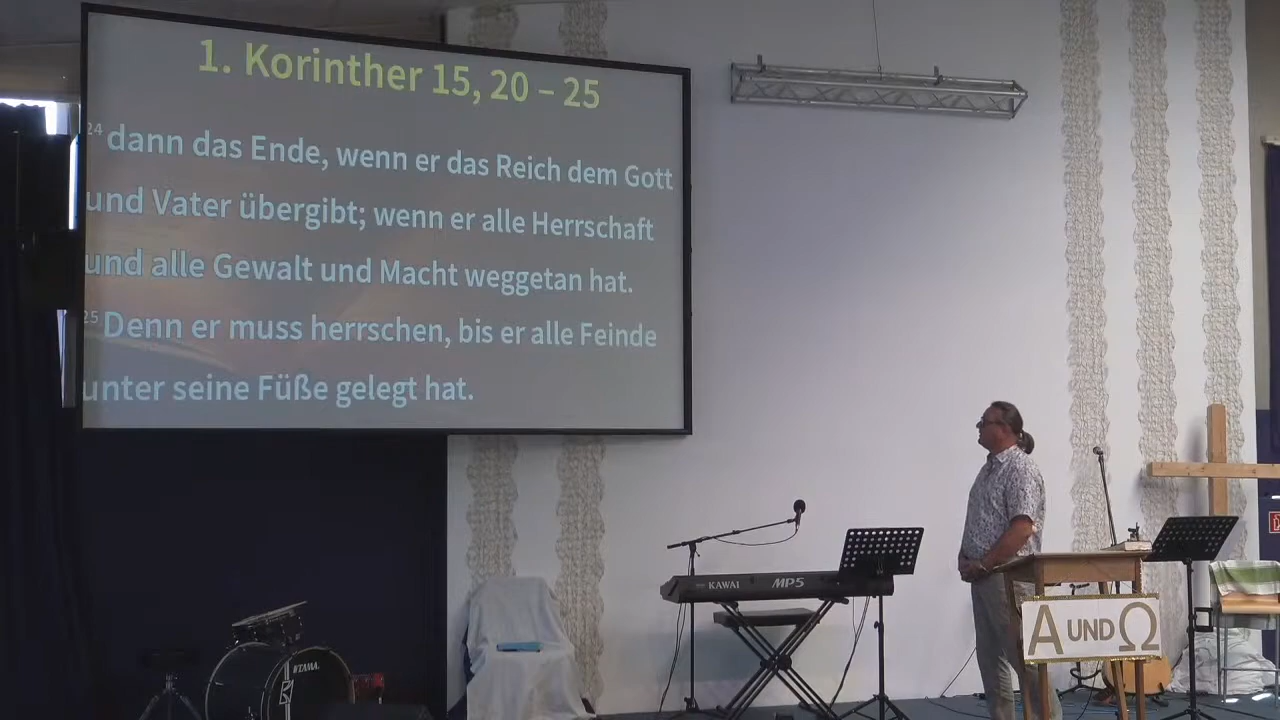 1. Korinther 15, 20 – 25
24 dann das Ende, wenn er das Reich dem Gott
und Vater übergibt; wenn er alle Herrschaft
und alle Gewalt und Macht weggetan hat.
25 Denn er muss herrschen, bis er alle Feinde
unter seine Füße gelegt hat.
KAWAI MP5
A UND Ω
TAMA